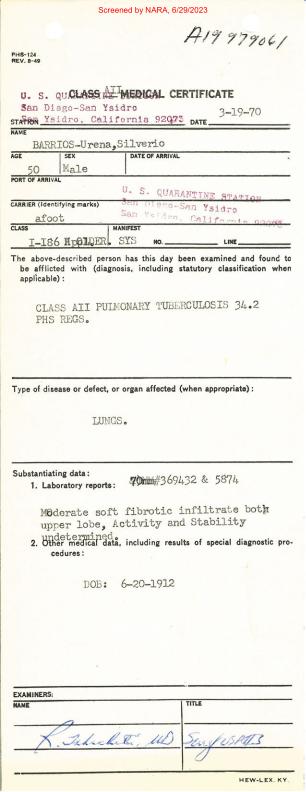 Screened by NARA, 6/29/2023
A19 979061
PHS-124
REV. 8-49
CLASS AII MEDICAL CERTIFICATE
U. S. QUARANTINE STATION
San Diego-San Ysidro
STATION San Ysidro, California 92073 DATE 3-19-70
NAME
BARRIOS-Urena,Silverio
AGE SEX DATE OF ARRIVAL
50 Male
PORT OF ARRIVAL
U. S. QUARANTINE STATION
San Diego-San Ysidro
San Ysidro, California 92073
CARRIER (Identifying marks)
afoot
CLASS MANIFEST
I-186 HOLDER. SYS NO. LINE
The above-described person has this day been examined and found to
be afflicted with (diagnosis, including statutory classification when
applicable) :
CLASS AII PULMONARY TUBERCULOSIS 34.2
PHS REGS.
Type of disease or defect, or organ affected (when appropriate) :
LUNGS.
Substantiating data :
1. Laboratory reports: 70mm#369432 & 5874
Moderate soft fibrotic infiltrate both
upper lobe, Activity and Stability
undetermined.
2. Other medical data, including results of special diagnostic pro-
cedures :
DOB: 6-20-1912
EXAMINERS:
NAME TITLE
MD
HEW-LEX. KY.